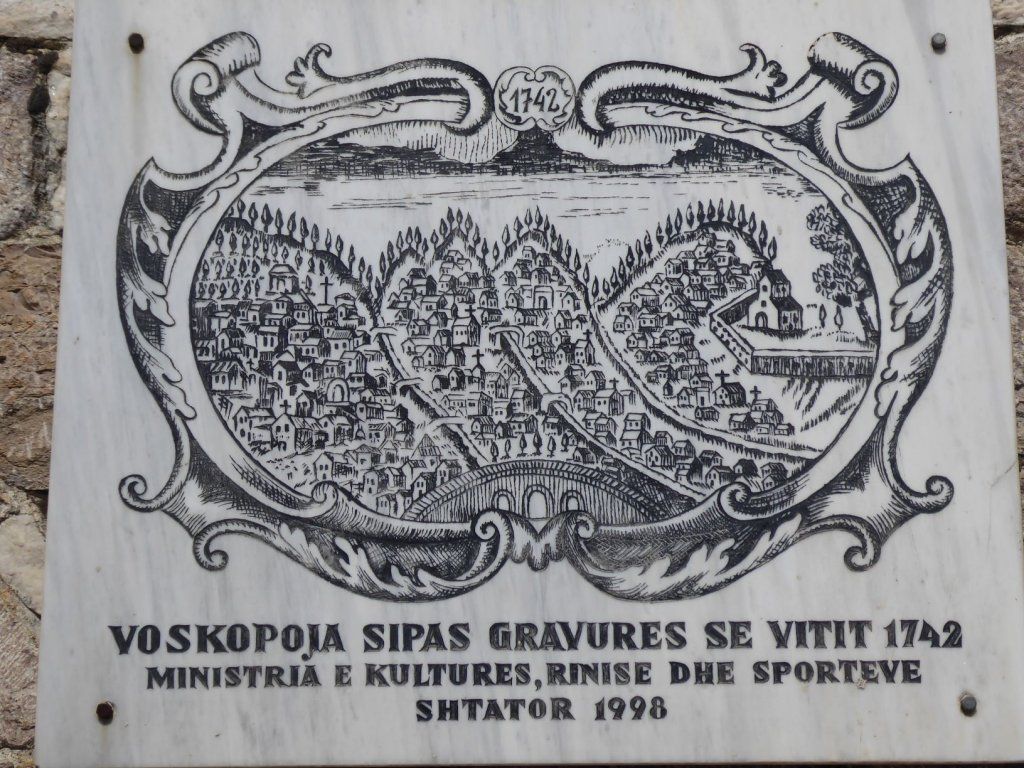 1742
VOSKOPOJA SIPAS GRAVURES SE VITIT 1742
MINISTRIA E KULTURES, RINISE DHE SPORTEVE
SHTATOR 1998